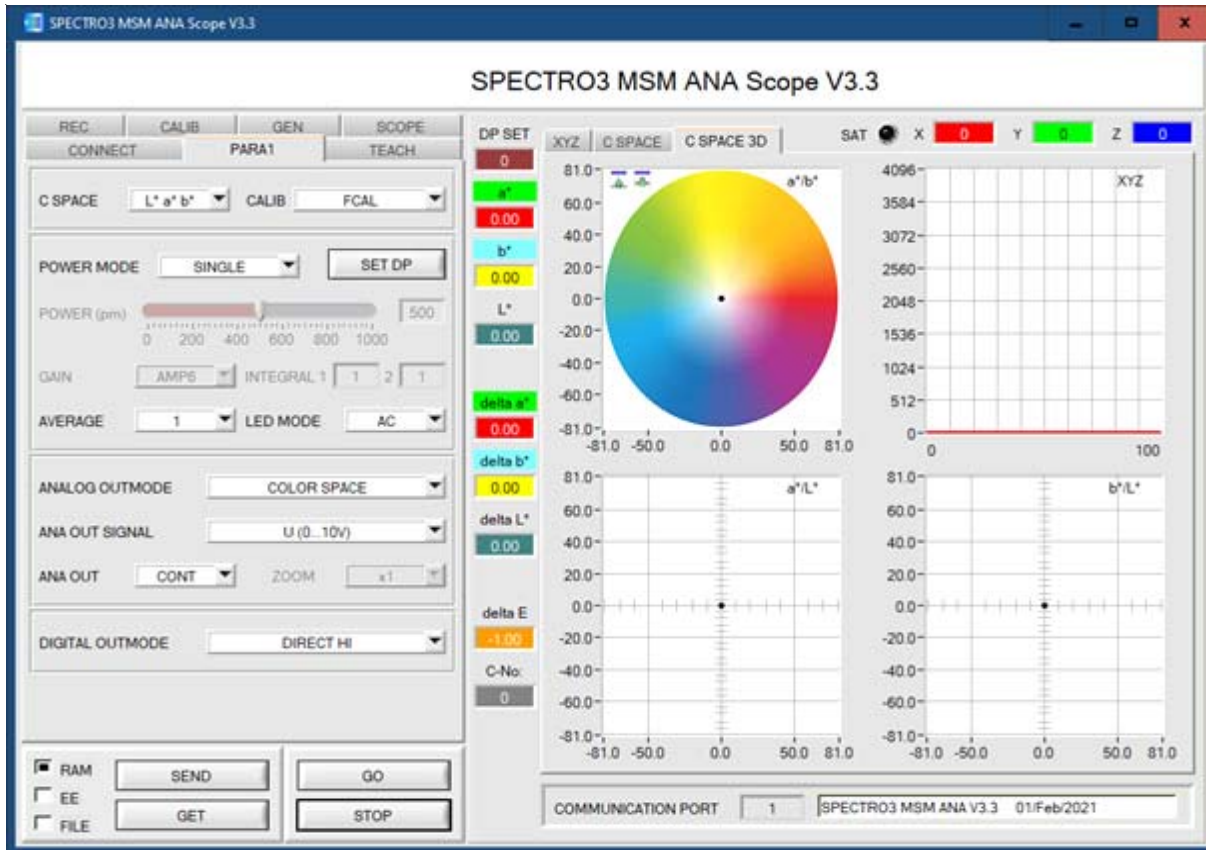 SPECTRO3 MSM ANA Scope V3.3
SPECTRO3 MSM ANA Scope V3.3
REC CALIB GEN SCOPE
CONNECT PARA1 TEACH
C SPACE L* a* b* CALIB FCAL
POWER MODE SINGLE SET DP
POWER (pm) 500
0 200 400 600 800 1000
GAIN AMP6 INTEGRAL 1 1 2 1
AVERAGE 1 LED MODE AC
ANALOG OUTMODE COLOR SPACE
ANA OUT SIGNAL U (0...10V)
ANA OUT CONT ZOOM x1
DIGITAL OUTMODE DIRECT HI
RAM SEND GO
EE
GET STOP
FILE
DP SET
0
a*
0.00
b*
0.00
L*
0.00
delta a*
0.00
delta b*
0.00
delta L*
0.00
delta E
-1.00
C-No:
0
XYZ C SPACE C SPACE 3D SAT X 0 Y 0 Z 0
a*/b*
81.0
60.0
40.0
20.0
0.0
-20.0
-40.0
-60.0
-81.0
-81.0 -50.0 0.0 50.0 81.0
XYZ
4096
3584
3072
2560
2048
1536
1024
512
0
0 100
a*/L*
81.0
60.0
40.0
20.0
0.0
-20.0
-40.0
-60.0
-81.0
-81.0 -50.0 0.0 50.0 81.0
b*/L*
81.0
60.0
40.0
20.0
0.0
-20.0
-40.0
-60.0
-81.0
-81.0 -50.0 0.0 50.0 81.0
COMMUNICATION PORT 1 SPECTRO3 MSM ANA V3.3 01/Feb/2021